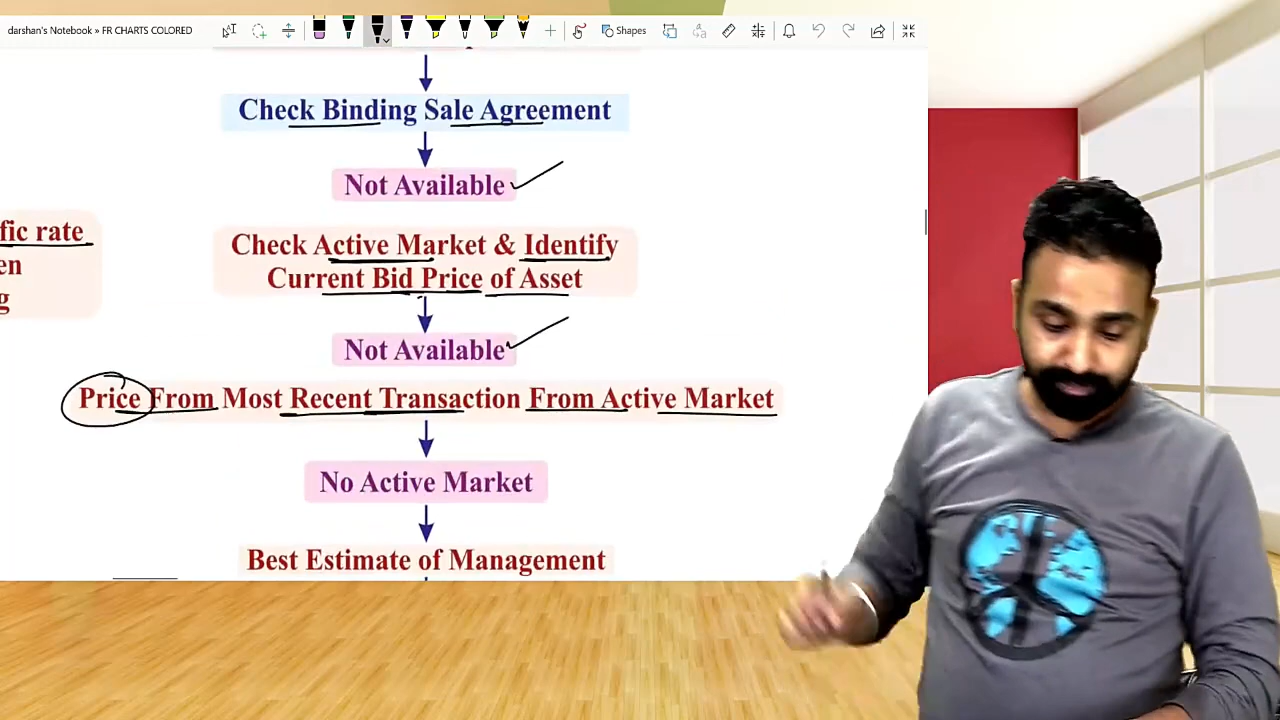 darshan's Notebook » FR CHARTS COLORED
Shapes
Check Binding Sale Agreement
Not Available
fic rate
en
g
Check Active Market & Identify
Current Bid Price of Asset
Not Available
Price From Most Recent Transaction From Active Market
No Active Market
Best Estimate of Management